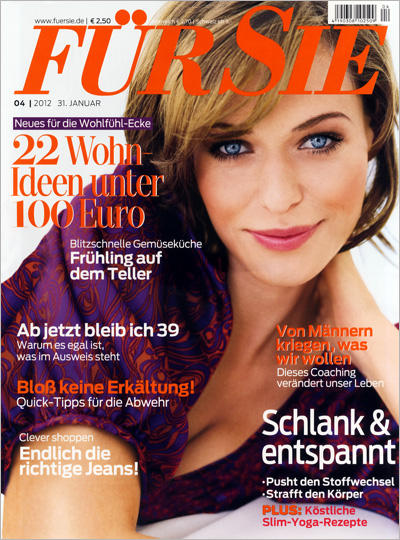 www.fuersie.de | € 2,50
FÜR SIE
04 | 2012 31. JANUAR
Neues für die Wohlfühl-Ecke
22 Wohn-
Ideen unter
100 Euro
Blitzschnelle Gemüseküche
Frühling auf
dem Teller
Ab jetzt bleib ich 39
Warum es egal ist,
was im Ausweis steht
Von Männern
kriegen, was
wir wollen
Dieses Coaching
verändert unser Leben
Bloß keine Erkältung!
Quick-Tipps für die Abwehr
Clever shoppen
Endlich die
richtige Jeans!
Schlank &
entspannt
• Pusht den Stoffwechsel
• Strafft den Körper
PLUS: Köstliche
Slim-Yoga-Rezepte